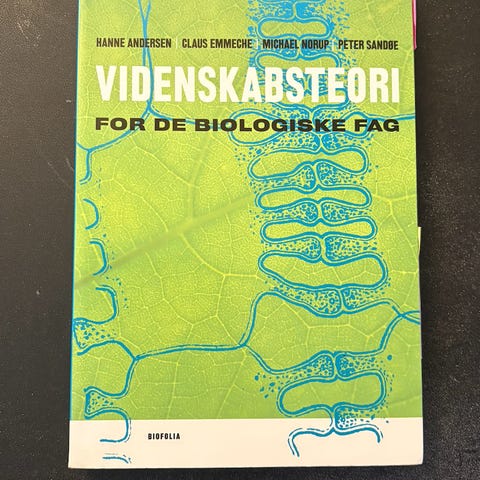 HANNE ANDERSEN | CLAUS EMMECHE | MICHAEL NORUP | PETER SANDØE
VIDENSKABSTEORI
FOR DE BIOLOGISKE FAG
BIOFOLIA